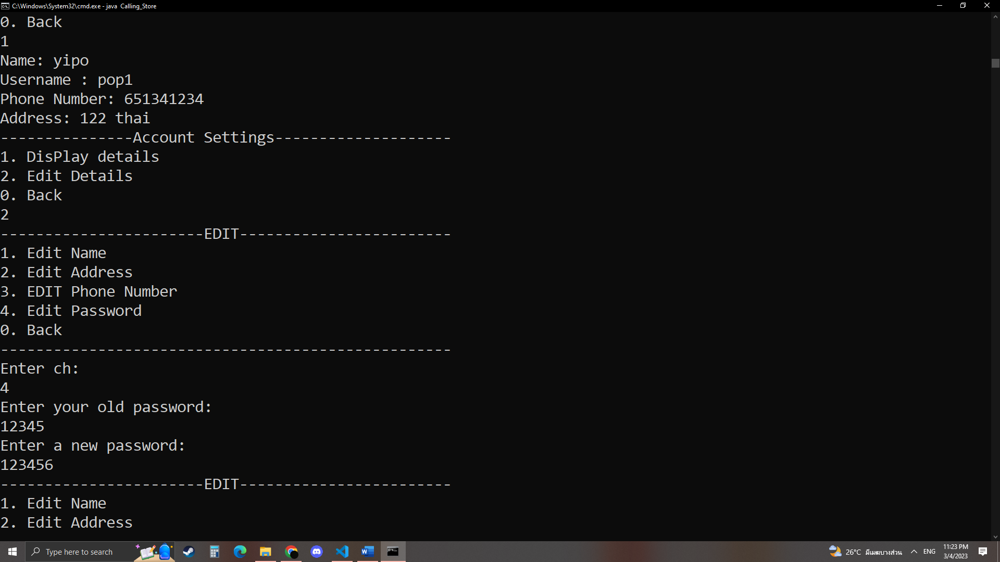 C:\Windows\System32\cmd.exe - java  Calling_Store
0. Back
1
Name: yipo
Username : pop1
Phone Number: 651341234
Address: 122 thai
---------------Account Settings--------------------
1. DisPlay details
2. Edit Details
0. Back
2
-----------------------EDIT------------------------
1. Edit Name
2. Edit Address
3. EDIT Phone Number
4. Edit Password
0. Back
---------------------------------------------------
Enter ch:
4
Enter your old password:
12345
Enter a new password:
123456
-----------------------EDIT------------------------
1. Edit Name
2. Edit Address
Type here to search
26°C มีเมฆบางส่วน
ENG
11:23 PM
3/4/2023